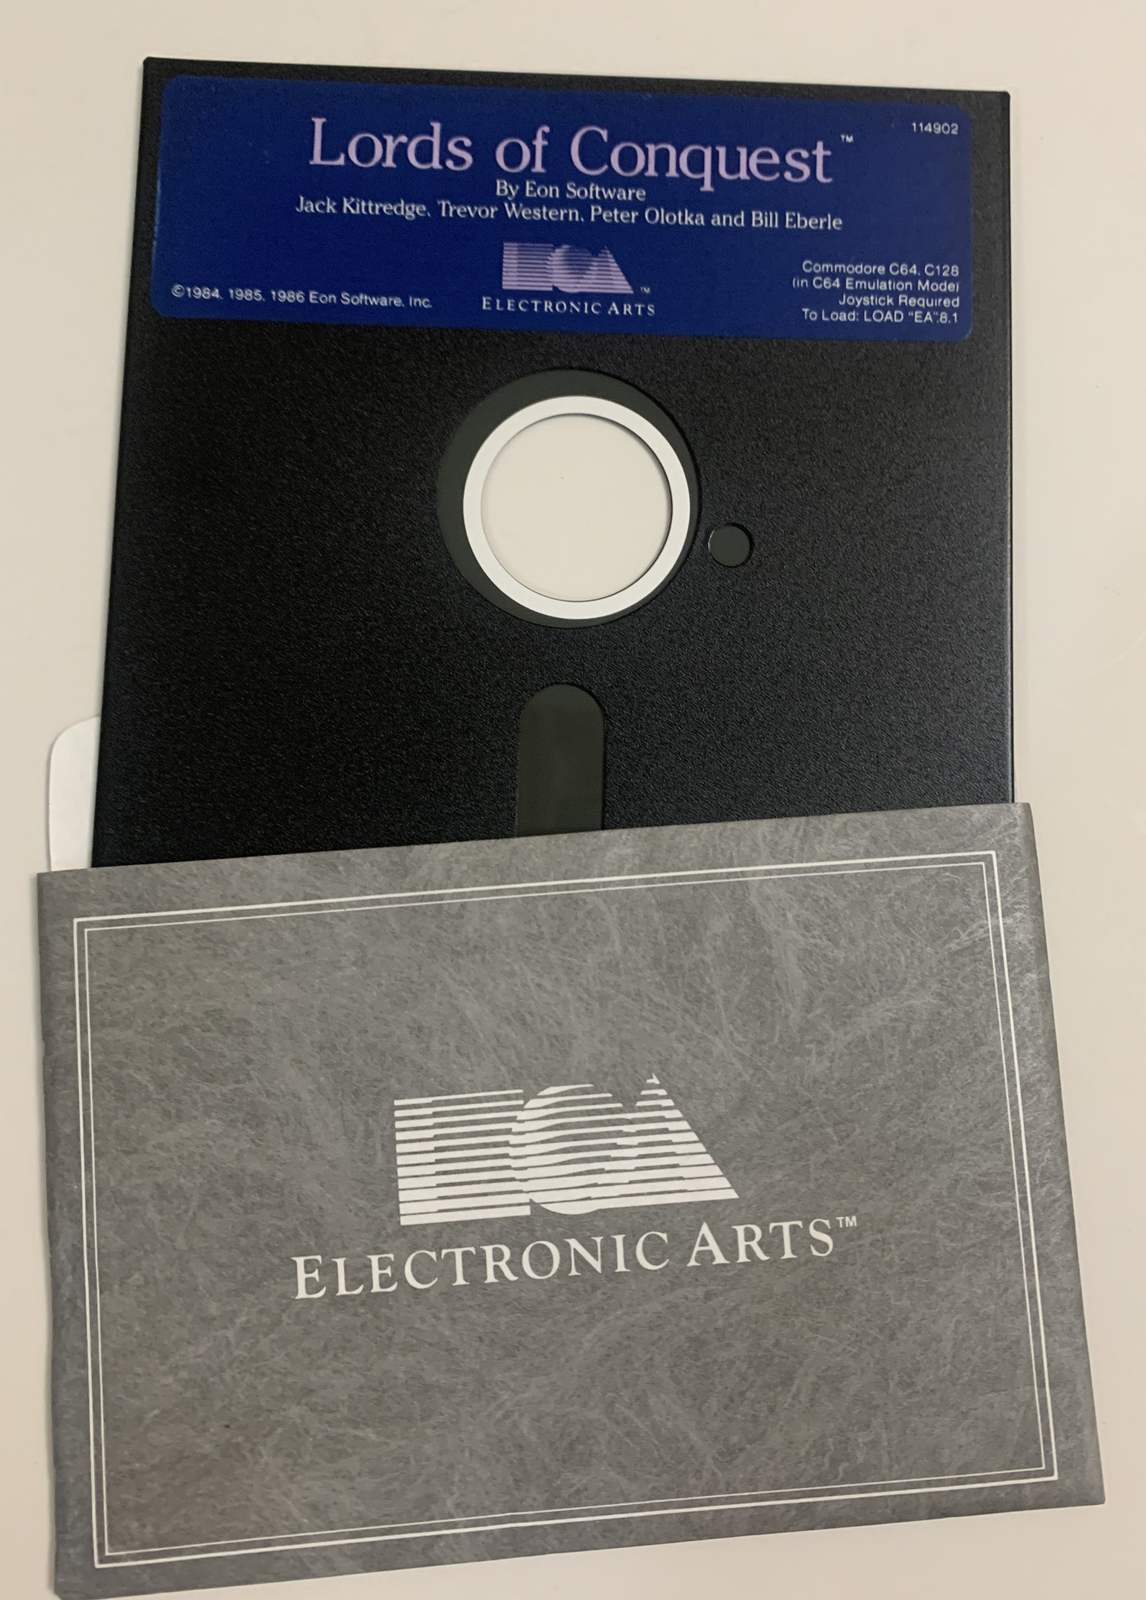 114902
Lords of Conquest™
By Eon Software
Jack Kittredge, Trevor Western, Peter Olotka and Bill Eberle
™
ELECTRONIC ARTS
©1984, 1985, 1986 Eon Software, Inc.
Commodore C64, C128
(in C64 Emulation Mode)
Joystick Required
To Load: LOAD "EA",8,1
ELECTRONIC ARTS™